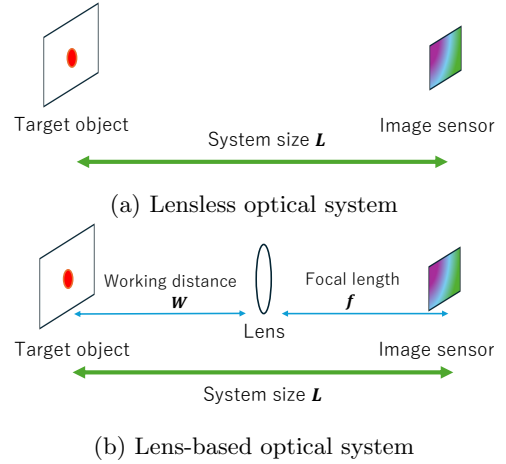 Target object
Image sensor
System size L
(a) Lensless optical system
Working distance
W
Focal length
f
Lens
Target object
Image sensor
System size L
(b) Lens-based optical system